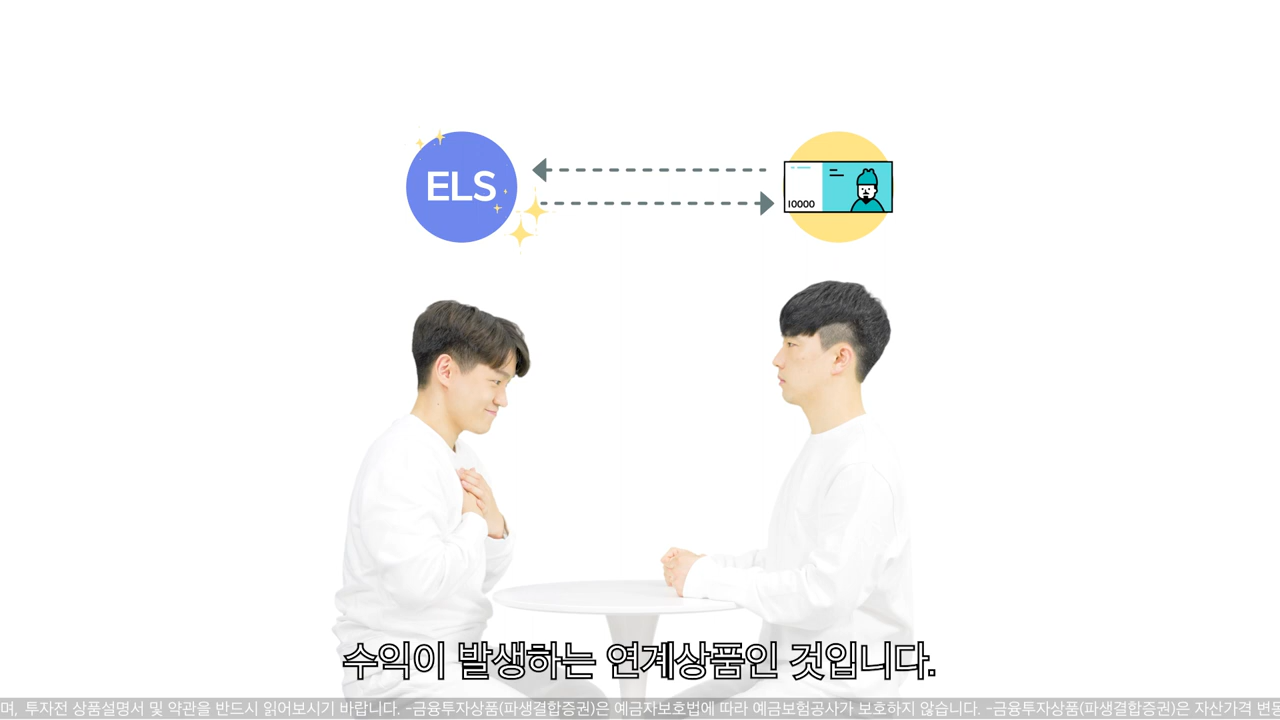 ELS
10000
수익이 발생하는 연계상품인 것입니다.
며, 투자전 상품설명서 및 약관을 반드시 읽어보시기 바랍니다. -금융투자상품(파생결합증권)은 예금자보호법에 따라 예금보험공사가 보호하지 않습니다. -금융투자상품(파생결합증권)은 자산가격 변동